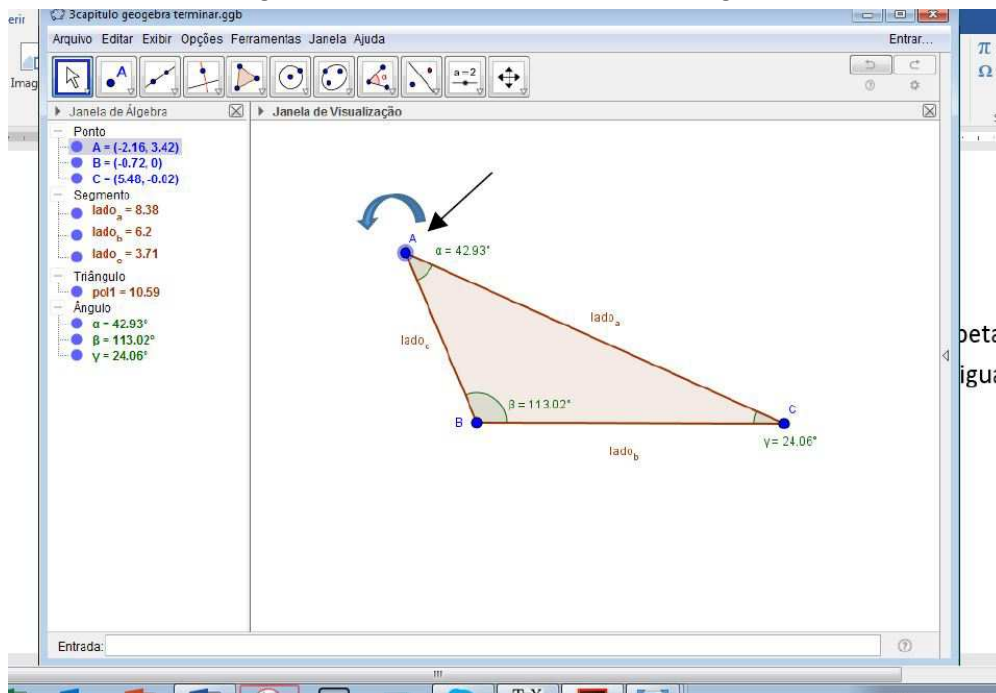 3capitulo geogebra terminar.ggb
Arquivo Editar Exibir Opções Ferramentas Janela Ajuda
Entrar...
A
a=2
Janela de Álgebra
Janela de Visualização
Ponto
A = (-2.16, 3.42)
B = (-0.72, 0)
C = (5.48, -0.02)
Segmento
lado_a = 8.38
lado_b = 6.2
lado_c = 3.71
Triângulo
pol1 = 10.59
Ângulo
α = 42.93°
β = 113.02°
γ = 24.06°
A
α = 42.93°
lado_a
lado_c
β = 113.02°
B
C
γ = 24.06°
lado_b
Entrada:
erir
Imag
π
Ω
beta
igua